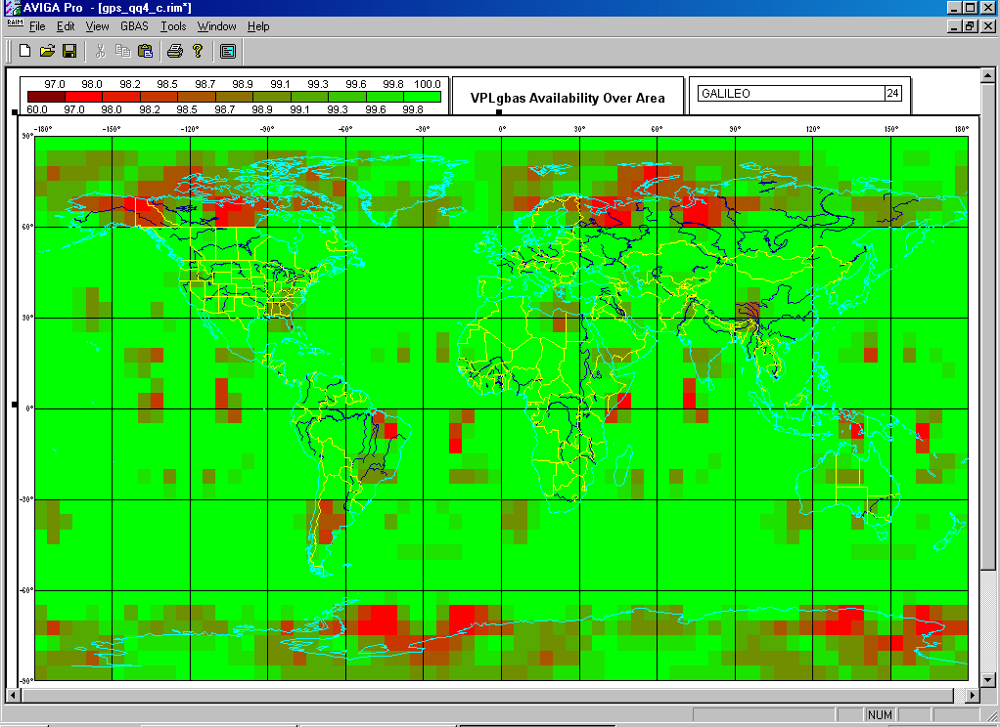 AVIGA Pro - [gps_qq4_c.rim*]
RAIM File Edit View GBAS Tools Window Help
97.0 98.0 98.2 98.5 98.7 98.9 99.1 99.3 99.6 99.8 100.0
60.0 97.0 98.0 98.2 98.5 98.7 98.9 99.1 99.3 99.6 99.8
VPLgbas Availability Over Area
GALILEO 24
-180° -150° -120° -90° -60° -30° 0° 30° 60° 90° 120° 150° 180°
90°
60°
30°
0°
-30°
-60°
-90°
NUM